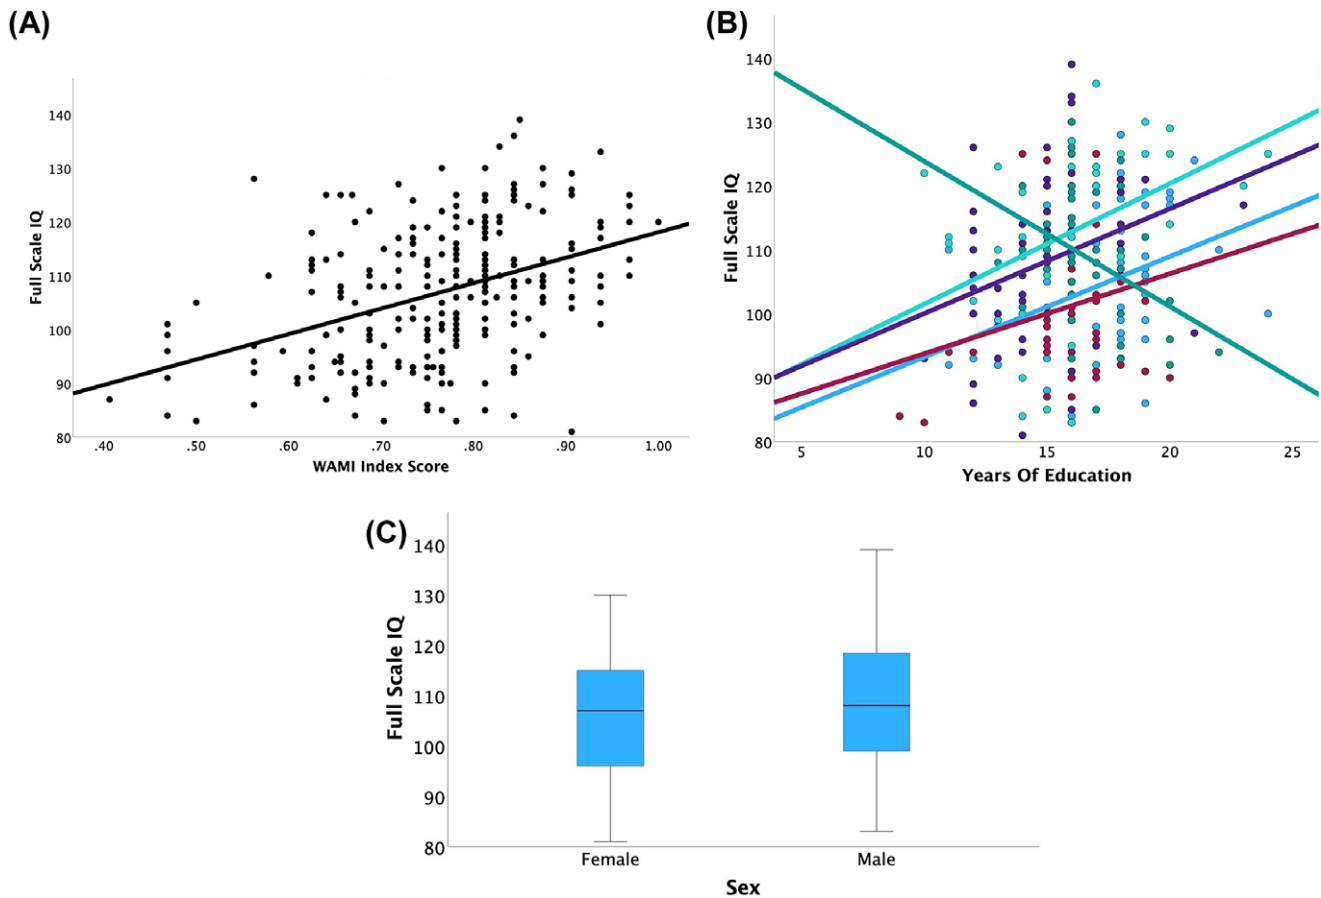 (A)
Full Scale IQ
140
130
120
110
100
90
80
.40 .50 .60 .70 .80 .90 1.00
WAMI Index Score
(B)
Full Scale IQ
140
130
120
110
100
90
80
5 10 15 20 25
Years Of Education
(C)
Full Scale IQ
140
130
120
110
100
90
80
Female Male
Sex